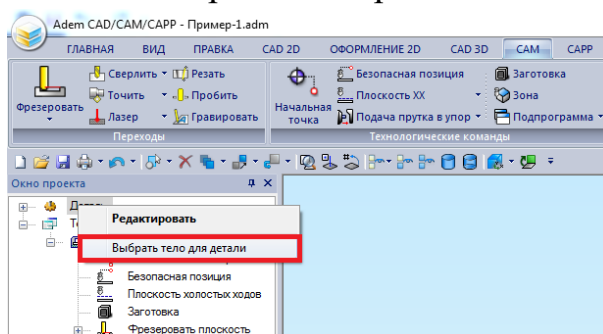 Adem CAD/CAM/CAPP - Пример-1.adm
ГЛАВНАЯ ВИД ПРАВКА CAD 2D ОФОРМЛЕНИЕ 2D CAD 3D CAM CAPP
Фрезеровать
Сверлить Резать
Точить Пробить
Лазер Гравировать
Переходы
Начальная точка
Безопасная позиция Заготовка
Плоскость XX Зона
Подача прутка в упор Подпрограмма
Технологические команды
Окно проекта
Редактировать
Выбрать тело для детали
Безопасная позиция
Плоскость холостых ходов
Заготовка
Фрезеровать плоскость